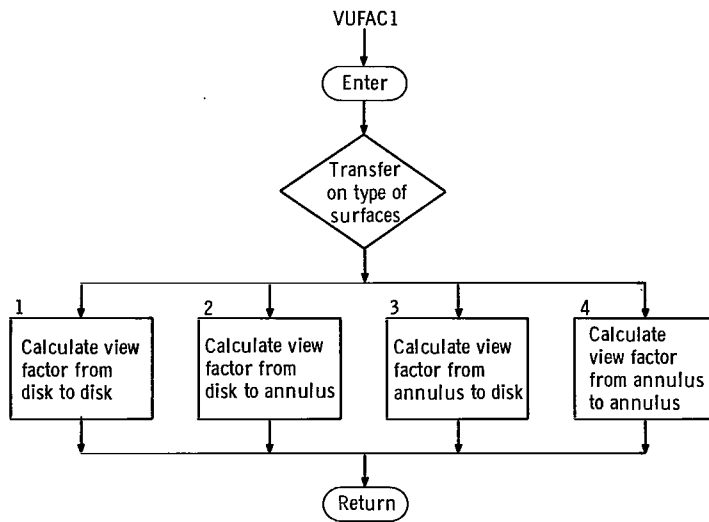 VUFAC1
Enter
Transfer
on type of
surfaces
1
Calculate view
factor from
disk to disk
2
Calculate view
factor from
disk to annulus
3
Calculate view
factor from
annulus to disk
4
Calculate
view factor
from annulus
to annulus
Return